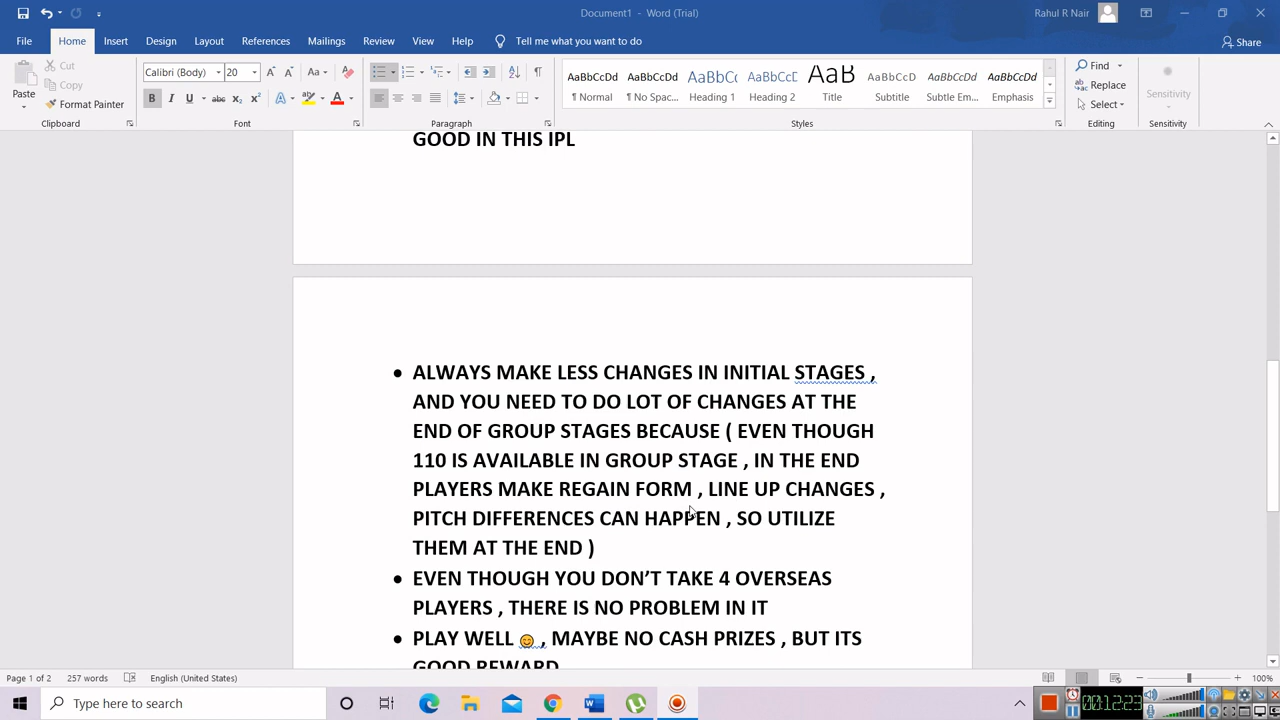 Document1 - Word (Trial)
Rahul R Nair
File Home Insert Design Layout References Mailings Review View Help Tell me what you want to do
Share
Cut
Copy
Format Painter
Paste
Calibri (Body) 20
AaBbCcDd AaBbCcDd AaBbCc AaBbCcD AaB AaBbCcD AaBbCcDd AaBbCcDd
¶ Normal ¶ No Spac... Heading 1 Heading 2 Title Subtitle Subtle Em... Emphasis
Find
Replace
Select
Sensitivity
Clipboard Font Paragraph Styles Editing Sensitivity
GOOD IN THIS IPL
• ALWAYS MAKE LESS CHANGES IN INITIAL STAGES ,
AND YOU NEED TO DO LOT OF CHANGES AT THE
END OF GROUP STAGES BECAUSE ( EVEN THOUGH
110 IS AVAILABLE IN GROUP STAGE , IN THE END
PLAYERS MAKE REGAIN FORM , LINE UP CHANGES ,
PITCH DIFFERENCES CAN HAPPEN , SO UTILIZE
THEM AT THE END )
• EVEN THOUGH YOU DON’T TAKE 4 OVERSEAS
PLAYERS , THERE IS NO PROBLEM IN IT
• PLAY WELL 😊 , MAYBE NO CASH PRIZES , BUT ITS
GOOD REWARD
Page 1 of 2 257 words English (United States)
100%
Type here to search
00:12:23